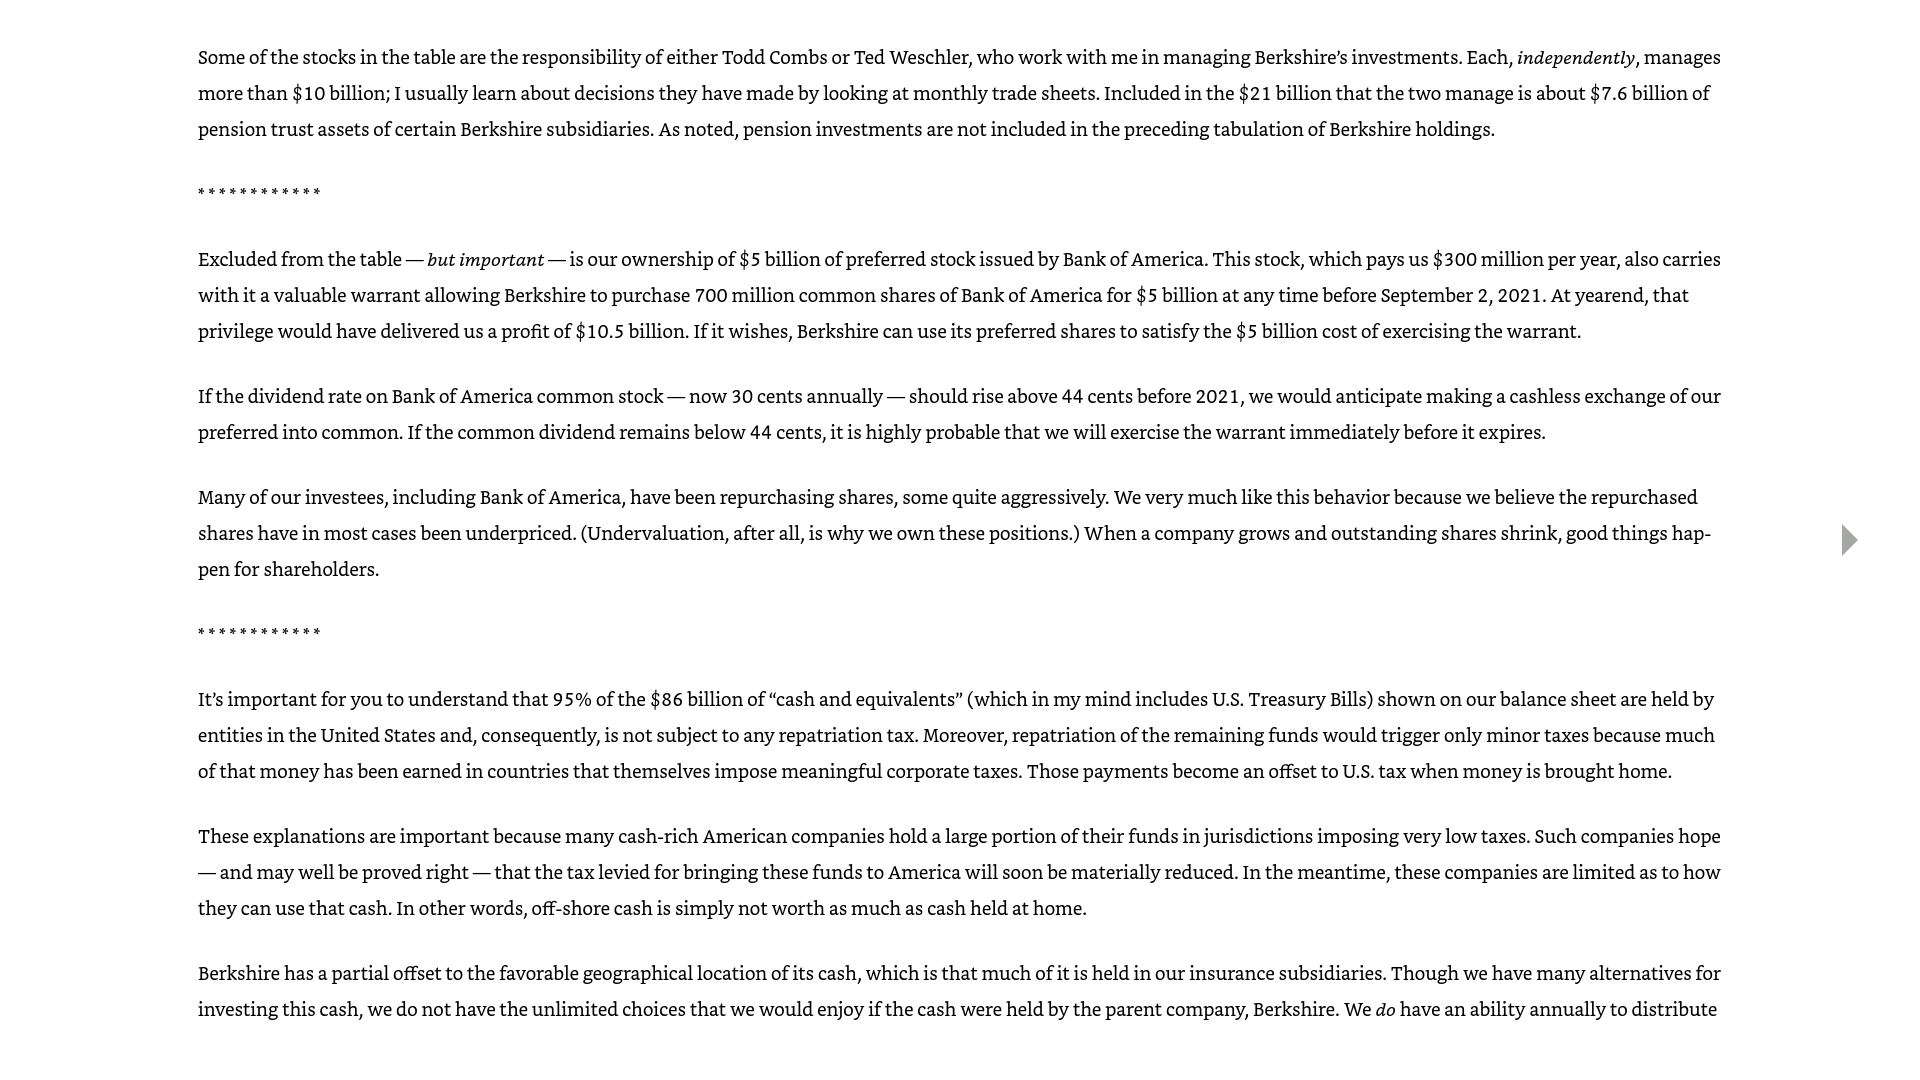 Some of the stocks in the table are the responsibility of either Todd Combs or Ted Weschler, who work with me in managing Berkshire’s investments. Each, independently, manages
more than $10 billion; I usually learn about decisions they have made by looking at monthly trade sheets. Included in the $21 billion that the two manage is about $7.6 billion of
pension trust assets of certain Berkshire subsidiaries. As noted, pension investments are not included in the preceding tabulation of Berkshire holdings.
* * * * * * * * * * * *
Excluded from the table — but important — is our ownership of $5 billion of preferred stock issued by Bank of America. This stock, which pays us $300 million per year, also carries
with it a valuable warrant allowing Berkshire to purchase 700 million common shares of Bank of America for $5 billion at any time before September 2, 2021. At yearend, that
privilege would have delivered us a profit of $10.5 billion. If it wishes, Berkshire can use its preferred shares to satisfy the $5 billion cost of exercising the warrant.
If the dividend rate on Bank of America common stock — now 30 cents annually — should rise above 44 cents before 2021, we would anticipate making a cashless exchange of our
preferred into common. If the common dividend remains below 44 cents, it is highly probable that we will exercise the warrant immediately before it expires.
Many of our investees, including Bank of America, have been repurchasing shares, some quite aggressively. We very much like this behavior because we believe the repurchased
shares have in most cases been underpriced. (Undervaluation, after all, is why we own these positions.) When a company grows and outstanding shares shrink, good things hap-
pen for shareholders.
* * * * * * * * * * * *
It’s important for you to understand that 95% of the $86 billion of “cash and equivalents” (which in my mind includes U.S. Treasury Bills) shown on our balance sheet are held by
entities in the United States and, consequently, is not subject to any repatriation tax. Moreover, repatriation of the remaining funds would trigger only minor taxes because much
of that money has been earned in countries that themselves impose meaningful corporate taxes. Those payments become an offset to U.S. tax when money is brought home.
These explanations are important because many cash-rich American companies hold a large portion of their funds in jurisdictions imposing very low taxes. Such companies hope
— and may well be proved right — that the tax levied for bringing these funds to America will soon be materially reduced. In the meantime, these companies are limited as to how
they can use that cash. In other words, off-shore cash is simply not worth as much as cash held at home.
Berkshire has a partial offset to the favorable geographical location of its cash, which is that much of it is held in our insurance subsidiaries. Though we have many alternatives for
investing this cash, we do not have the unlimited choices that we would enjoy if the cash were held by the parent company, Berkshire. We do have an ability annually to distribute